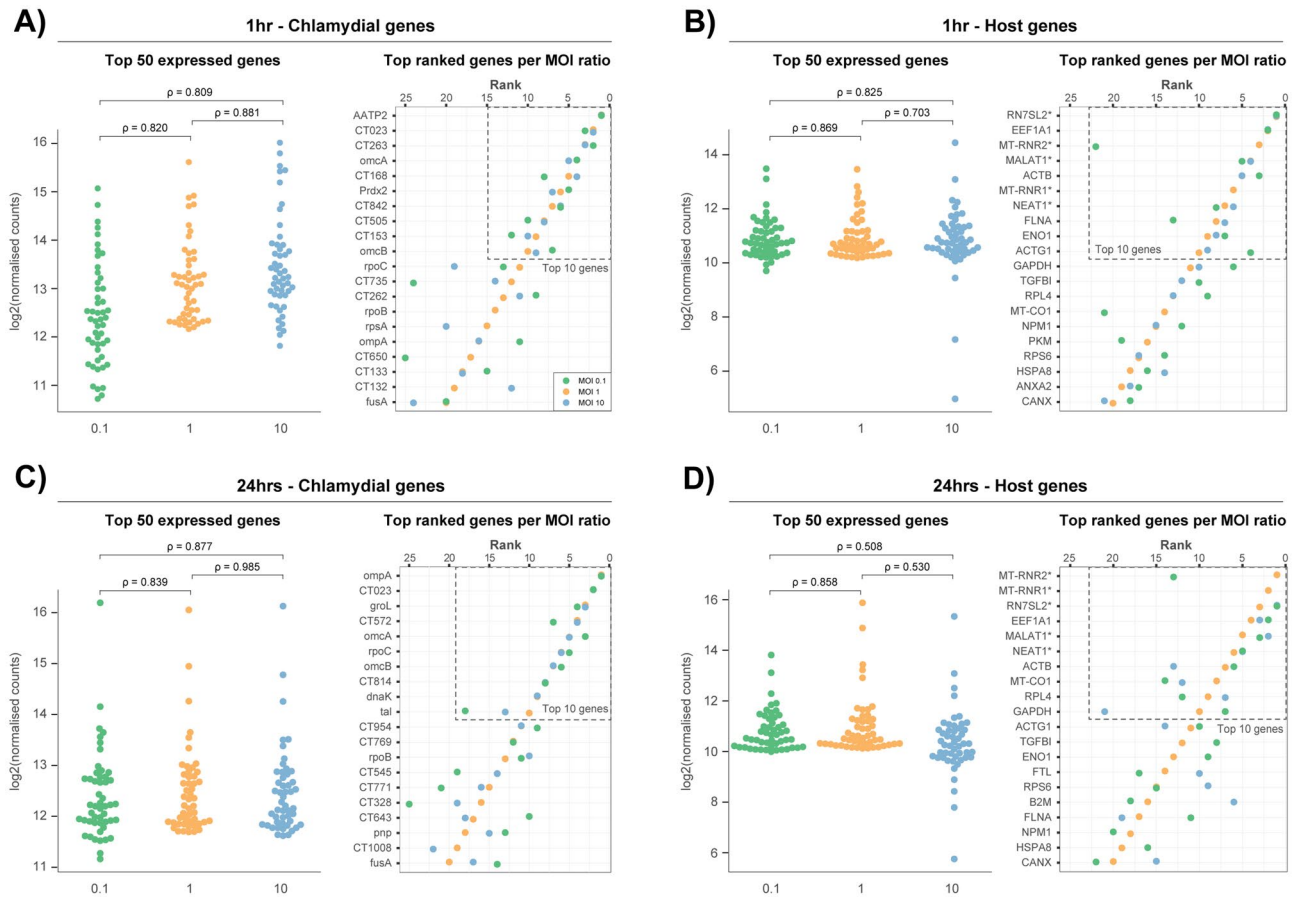 A)
1hr - Chlamydial genes
Top 50 expressed genes
ρ = 0.809
ρ = 0.881
ρ = 0.820
log2(normalised counts)
16
15
14
13
12
11
0.1 1 10
Top ranked genes per MOI ratio
Rank
25 20 15 10 5 0
AATP2
CT023
CT263
omcA
CT168
Prdx2
CT842
CT505
CT153
omcB
rpoC
CT735
CT262
rpoB
rpsA
ompA
CT650
CT133
CT132
fusA
Top 10 genes
MOI 0.1
MOI 1
MOI 10
B)
1hr - Host genes
Top 50 expressed genes
ρ = 0.825
ρ = 0.703
ρ = 0.869
log2(normalised counts)
14
12
10
8
6
0.1 1 10
Top ranked genes per MOI ratio
Rank
25 20 15 10 5 0
RN7SL2*
EEF1A1
MT-RNR2*
MALAT1*
ACTB
MT-RNR1*
NEAT1*
FLNA
ENO1
ACTG1
GAPDH
TGFBI
RPL4
MT-CO1
NPM1
PKM
RPS6
HSPA8
ANXA2
CANX
Top 10 genes
C)
24hrs - Chlamydial genes
Top 50 expressed genes
ρ = 0.877
ρ = 0.985
ρ = 0.839
log2(normalised counts)
16
15
14
13
12
11
0.1 1 10
Top ranked genes per MOI ratio
Rank
25 20 15 10 5 0
ompA
CT023
groL
CT572
omcA
rpoC
omcB
CT814
dnaK
tal
CT954
CT769
rpoB
CT545
CT771
CT328
CT643
pnp
CT1008
fusA
Top 10 genes
D)
24hrs - Host genes
Top 50 expressed genes
ρ = 0.508
ρ = 0.530
ρ = 0.858
log2(normalised counts)
16
14
12
10
8
6
0.1 1 10
Top ranked genes per MOI ratio
Rank
25 20 15 10 5 0
MT-RNR2*
MT-RNR1*
RN7SL2*
EEF1A1
MALAT1*
NEAT1*
ACTB
MT-CO1
RPL4
GAPDH
ACTG1
TGFBI
ENO1
FTL
RPS6
B2M
FLNA
NPM1
HSPA8
CANX
Top 10 genes